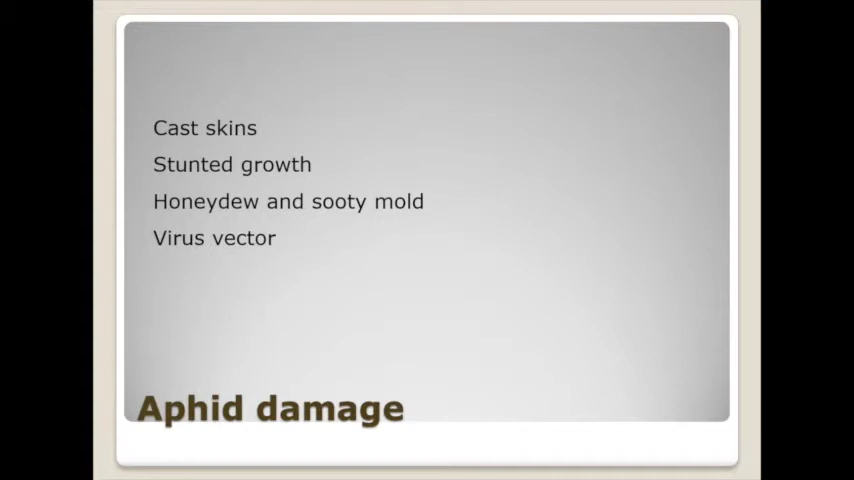 Cast skins
Stunted growth
Honeydew and sooty mold
Virus vector
Aphid damage